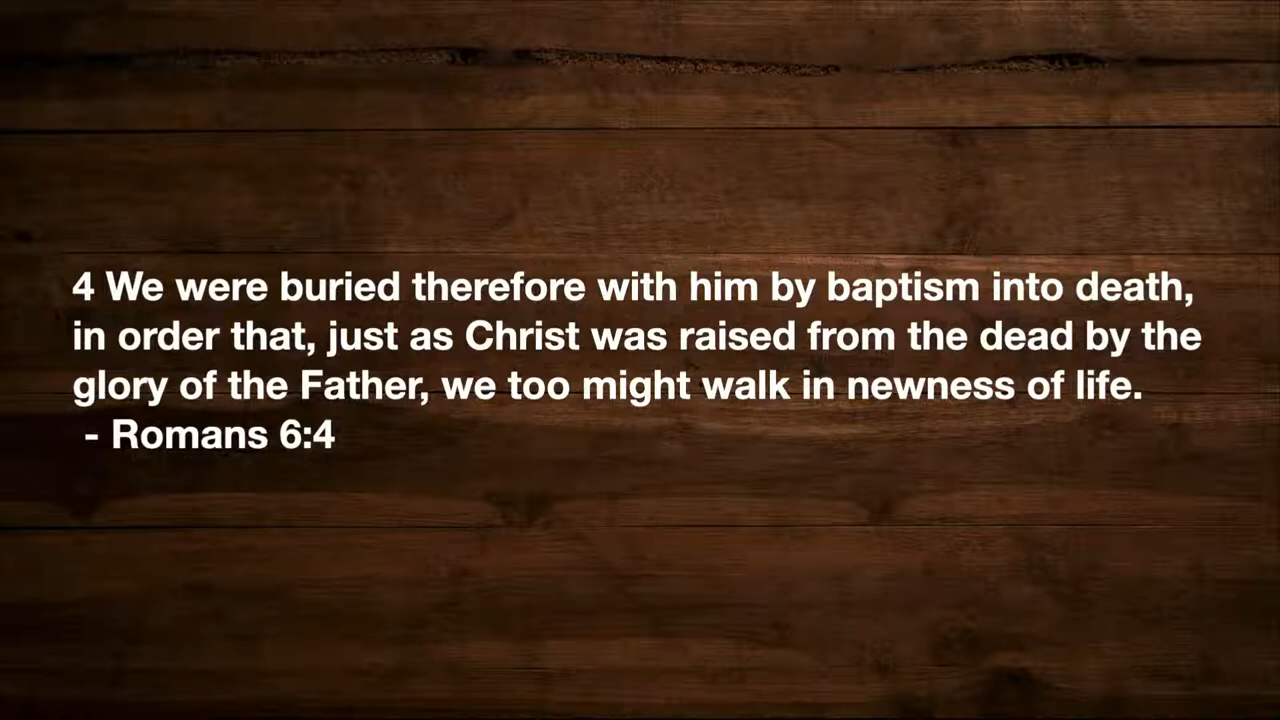 4 We were buried therefore with him by baptism into death,
in order that, just as Christ was raised from the dead by the
glory of the Father, we too might walk in newness of life.
- Romans 6:4